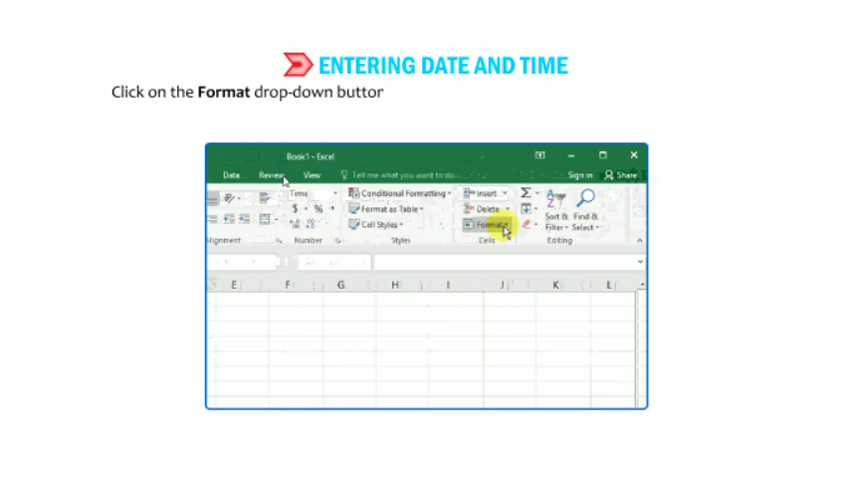 ENTERING DATE AND TIME
Click on the Format drop-down buttor
Book1 - Excel
Data Review View Tell me what you want to do... Sign in Share
Time Conditional Formatting Insert
$ % Format as Table Delete Sort & Find &
Cell Styles Format Filter Select
lignment Number Styles Cells Editing
E F G H I J K L